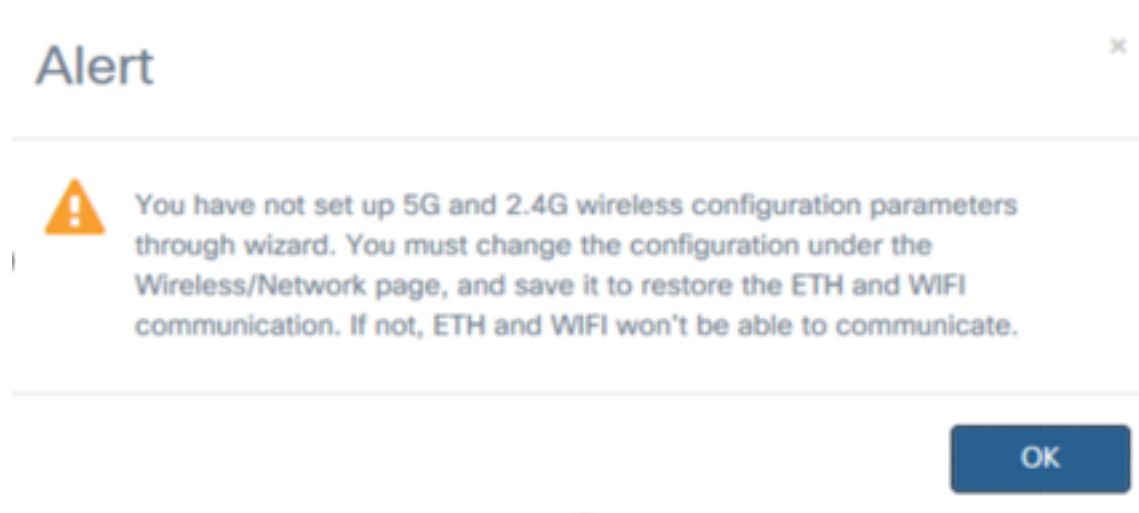 Alert
×
You have not set up 5G and 2.4G wireless configuration parameters
through wizard. You must change the configuration under the
Wireless/Network page, and save it to restore the ETH and WIFI
communication. If not, ETH and WIFI won't be able to communicate.
OK